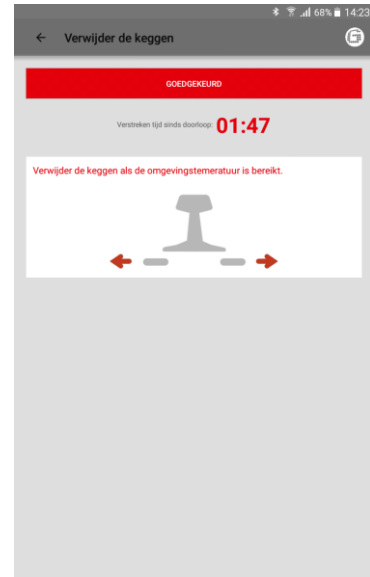 68% 14:23
Verwijder de keggen
GOEDGEKEURD
Verstreken tijd sinds doorloop: 01:47
Verwijder de keggen als de omgevingstemeratuur is bereikt.